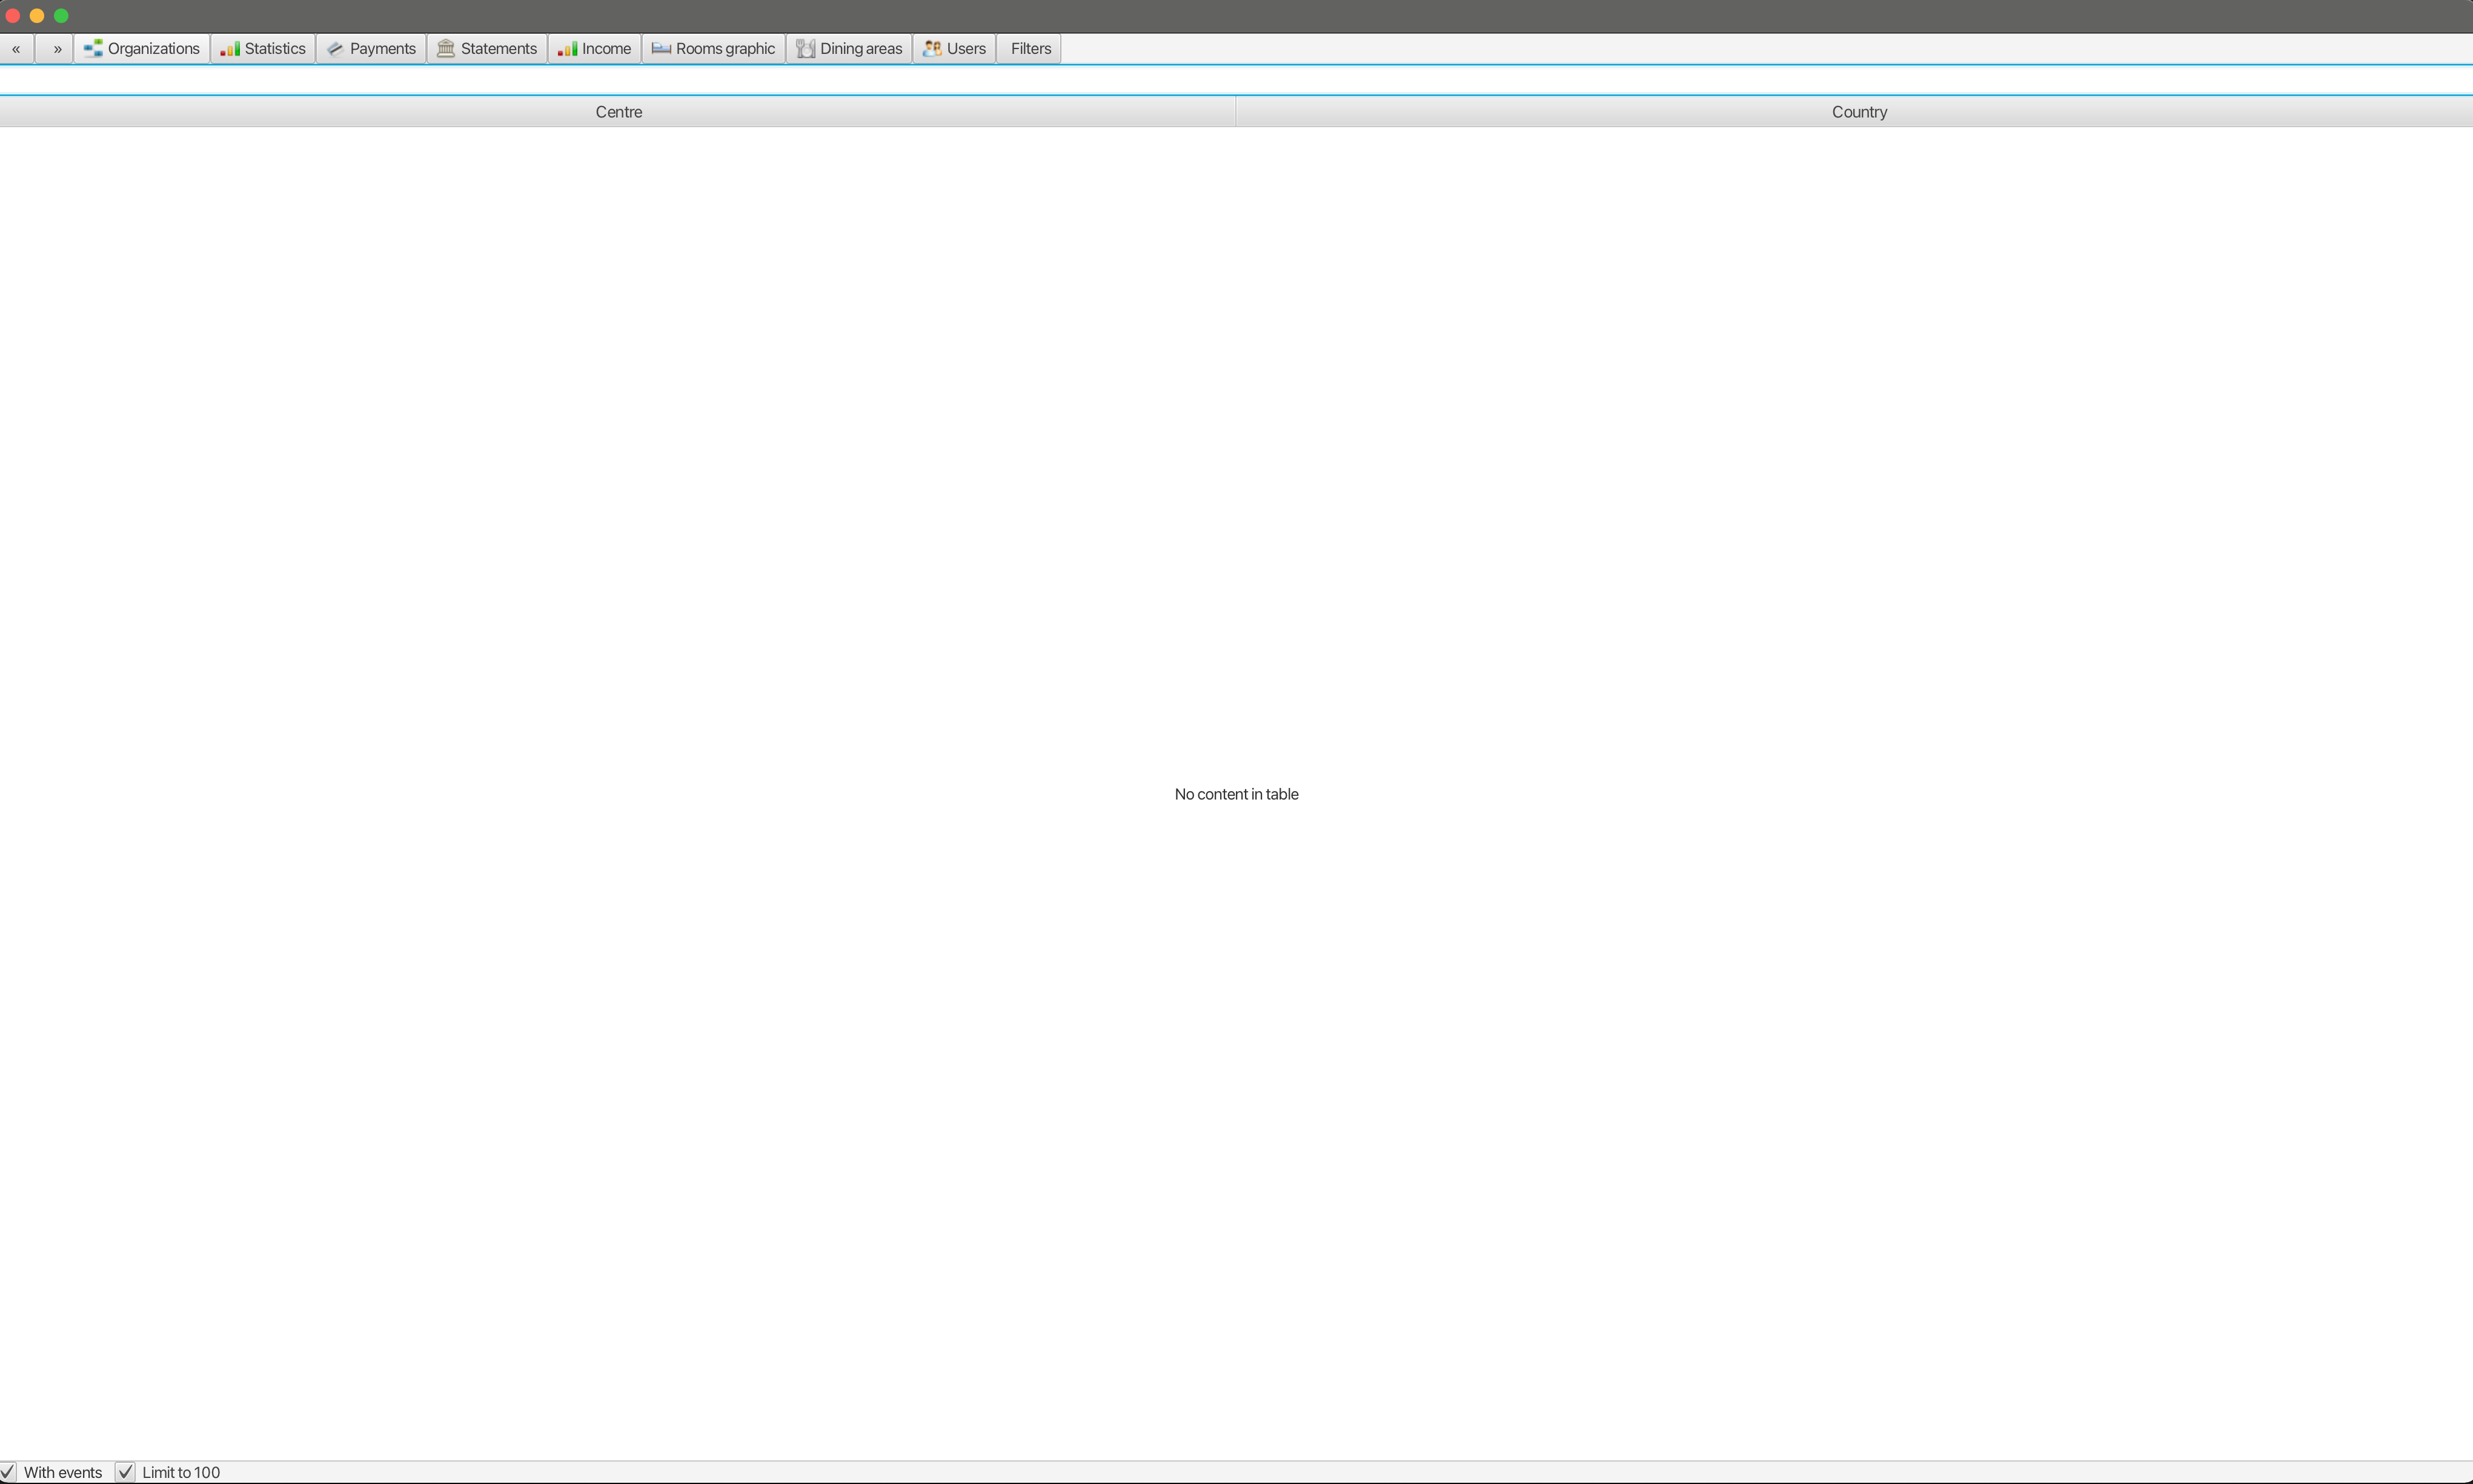 « » Organizations Statistics Payments Statements Income Rooms graphic Dining areas Users Filters
Centre Country
No content in table
With events Limit to 100